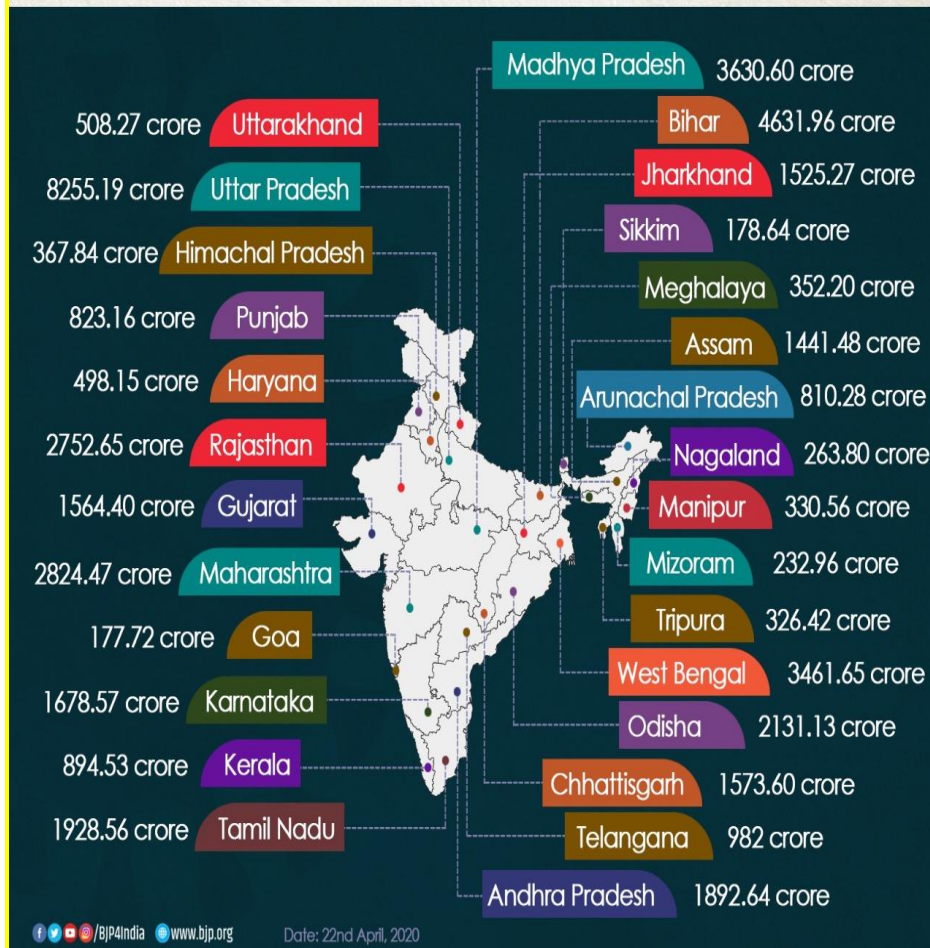 Madhya Pradesh 3630.60 crore
508.27 crore Uttarakhand
Bihar 4631.96 crore
8255.19 crore Uttar Pradesh
Jharkhand 1525.27 crore
367.84 crore Himachal Pradesh
Sikkim 178.64 crore
823.16 crore Punjab
Meghalaya 352.20 crore
498.15 crore Haryana
Assam 1441.48 crore
2752.65 crore Rajasthan
Arunachal Pradesh 810.28 crore
1564.40 crore Gujarat
Nagaland 263.80 crore
2824.47 crore Maharashtra
Manipur 330.56 crore
177.72 crore Goa
Mizoram 232.96 crore
1678.57 crore Karnataka
Tripura 326.42 crore
894.53 crore Kerala
West Bengal 3461.65 crore
1928.56 crore Tamil Nadu
Odisha 2131.13 crore
Chhattisgarh 1573.60 crore
Telangana 982 crore
Andhra Pradesh 1892.64 crore
/BJP4India www.bjp.org Date: 22nd April, 2020